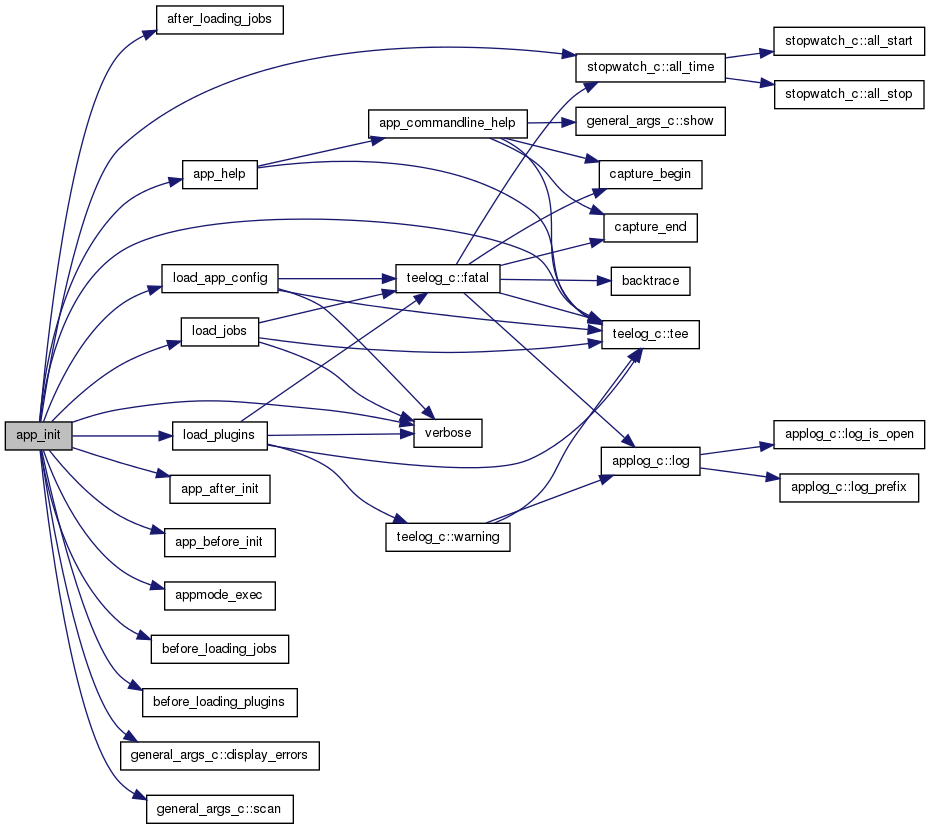 after_loading_jobs
stopwatch_c::all_start
stopwatch_c::all_time
stopwatch_c::all_stop
app_commandline_help
general_args_c::show
app_help
capture_begin
capture_end
load_app_config
teelog_c::fatal
backtrace
load_jobs
teelog_c::tee
app_init
load_plugins
verbose
applog_c::log_is_open
applog_c::log
app_after_init
applog_c::log_prefix
teelog_c::warning
app_before_init
appmode_exec
before_loading_jobs
before_loading_plugins
general_args_c::display_errors
general_args_c::scan